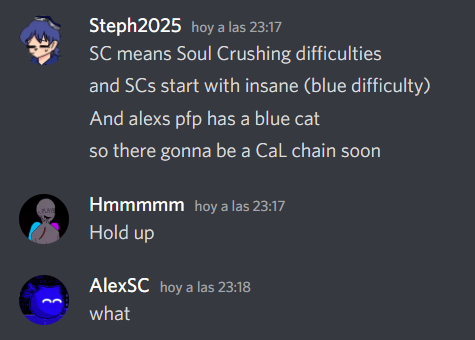 Steph2025 hoy a las 23:17
SC means Soul Crushing difficulties
and SCs start with insane (blue difficulty)
And alexs pfp has a blue cat
so there gonna be a CaL chain soon
Hmmmmm hoy a las 23:17
Hold up
AlexSC hoy a las 23:18
what